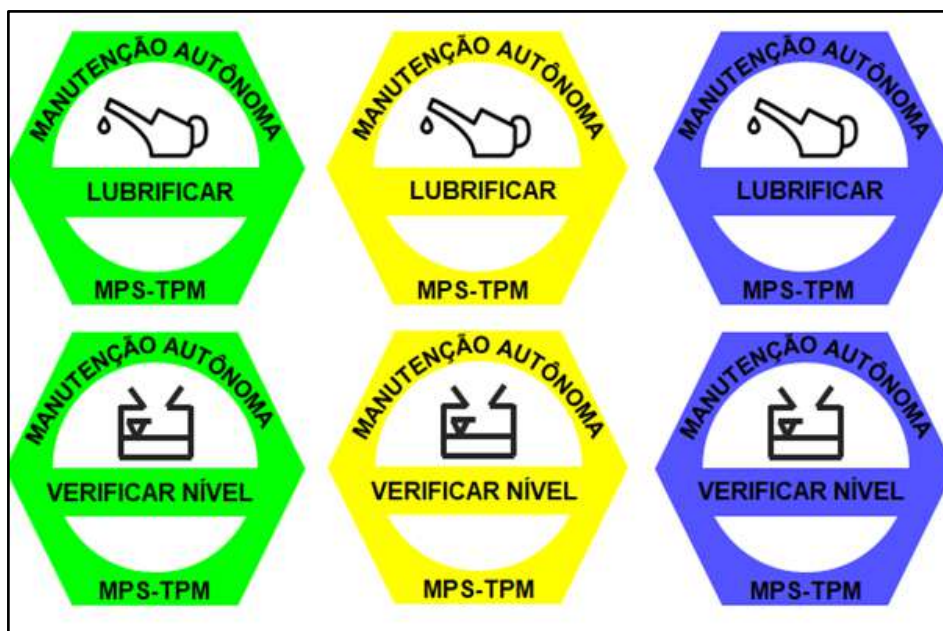 MANUTENÇÃO AUTÔNOMA
LUBRIFICAR
MPS-TPM
MANUTENÇÃO AUTÔNOMA
LUBRIFICAR
MPS-TPM
MANUTENÇÃO AUTÔNOMA
LUBRIFICAR
MPS-TPM
MANUTENÇÃO AUTÔNOMA
VERIFICAR NÍVEL
MPS-TPM
MANUTENÇÃO AUTÔNOMA
VERIFICAR NÍVEL
MPS-TPM
MANUTENÇÃO AUTÔNOMA
VERIFICAR NÍVEL
MPS-TPM